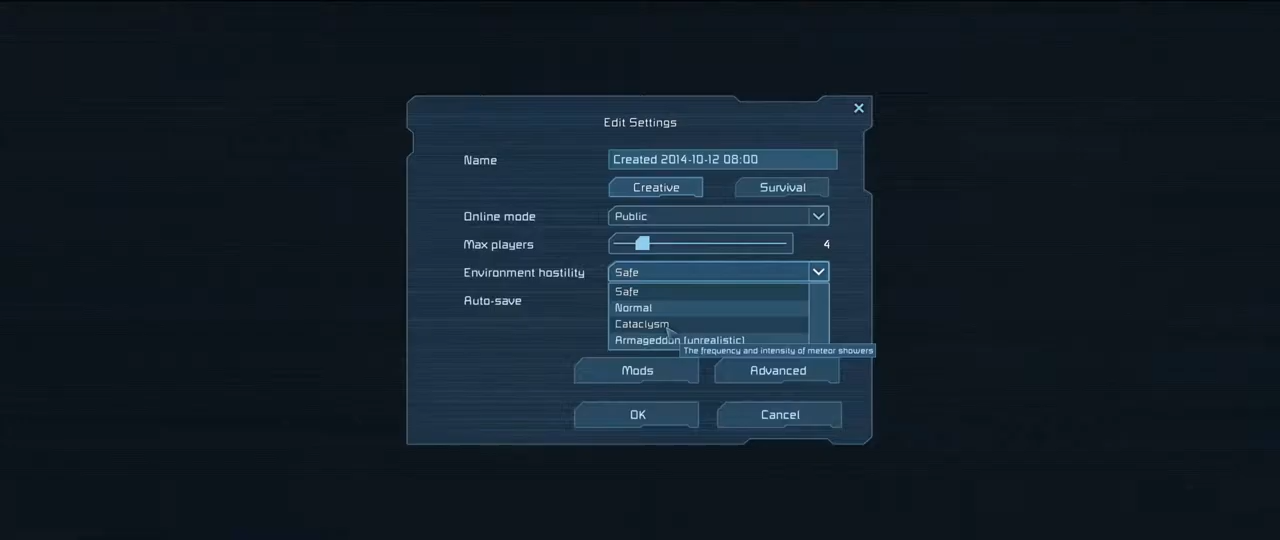 Edit Settings
Name
Created 2014-10-12 08:00
Creative
Survival
Online mode
Public
Max players
4
Environment hostility
Safe
Safe
Auto-save
Normal
Cataclysm
Armageddon (unrealistic)
The frequency and intensity of meteor showers
Mods
Advanced
OK
Cancel